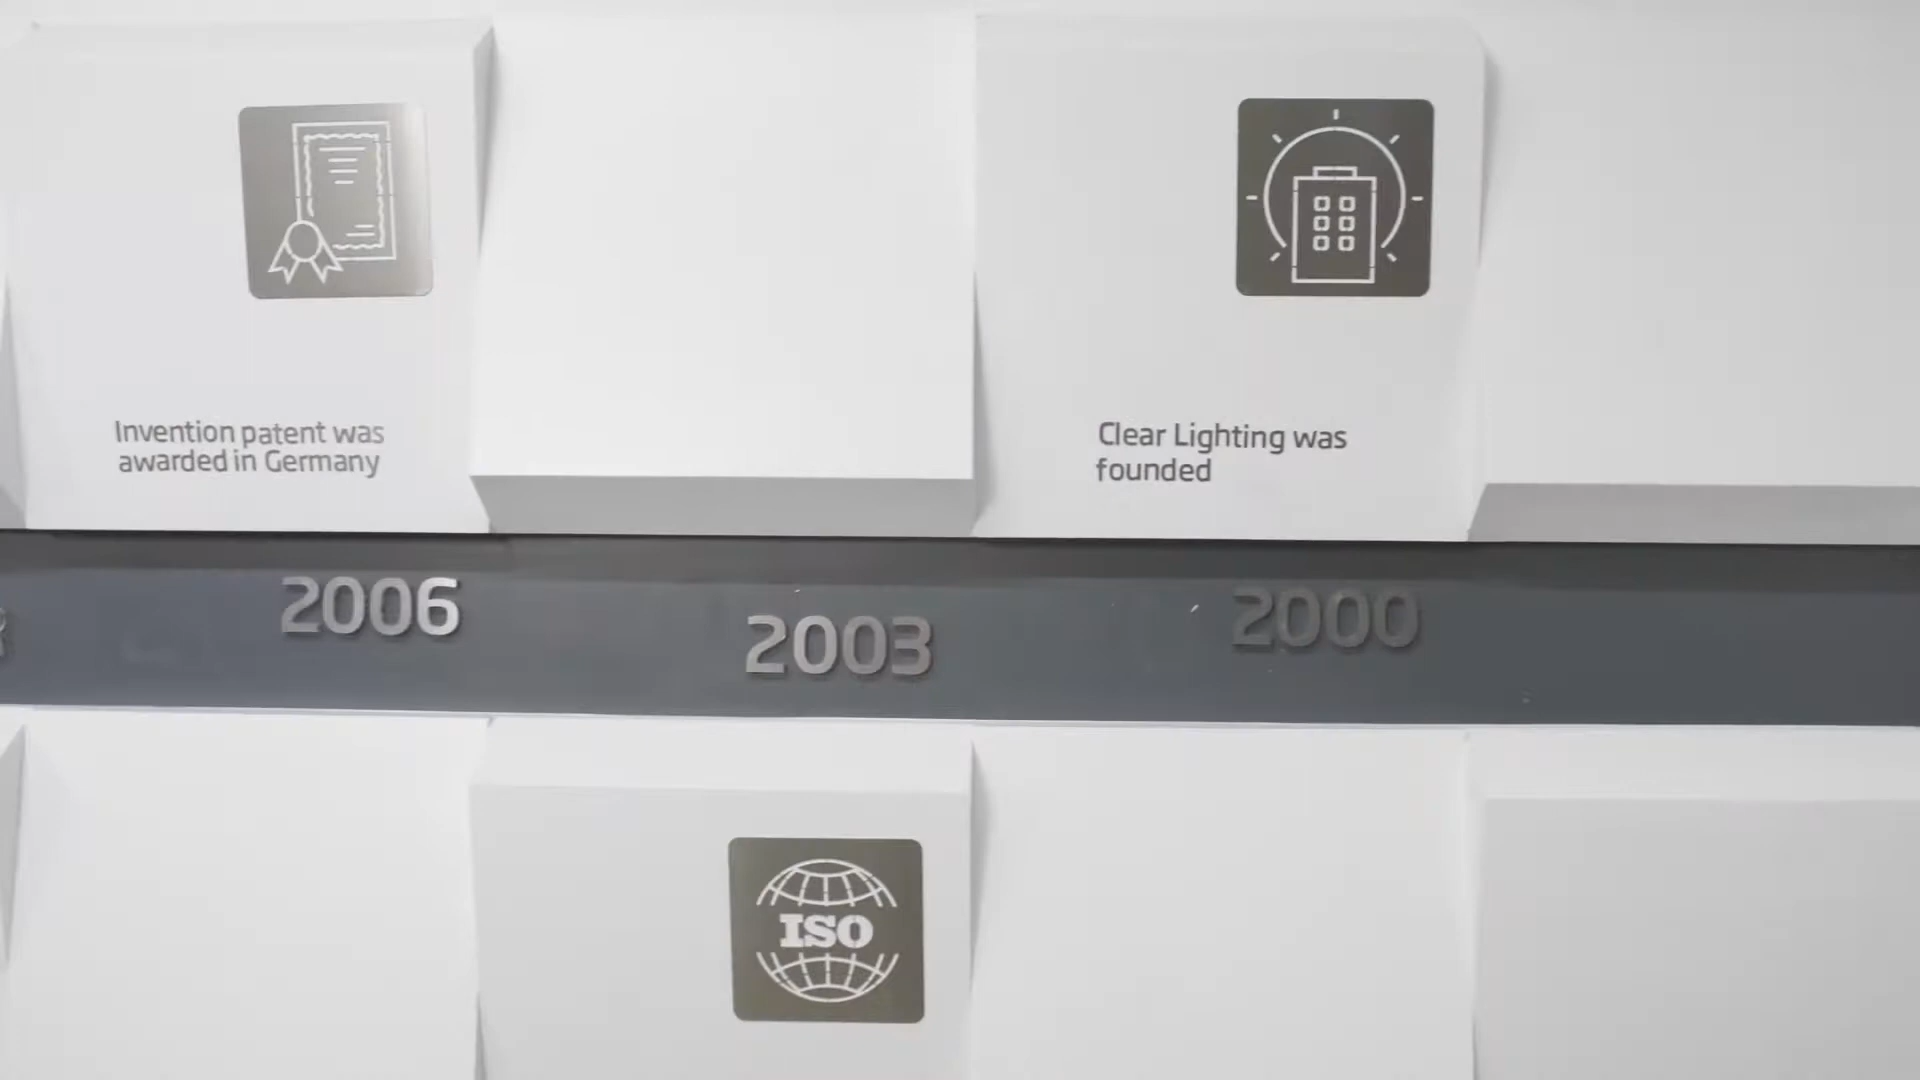 Invention patent was
awarded in Germany
Clear Lighting was
founded
2006
2003
2000
ISO